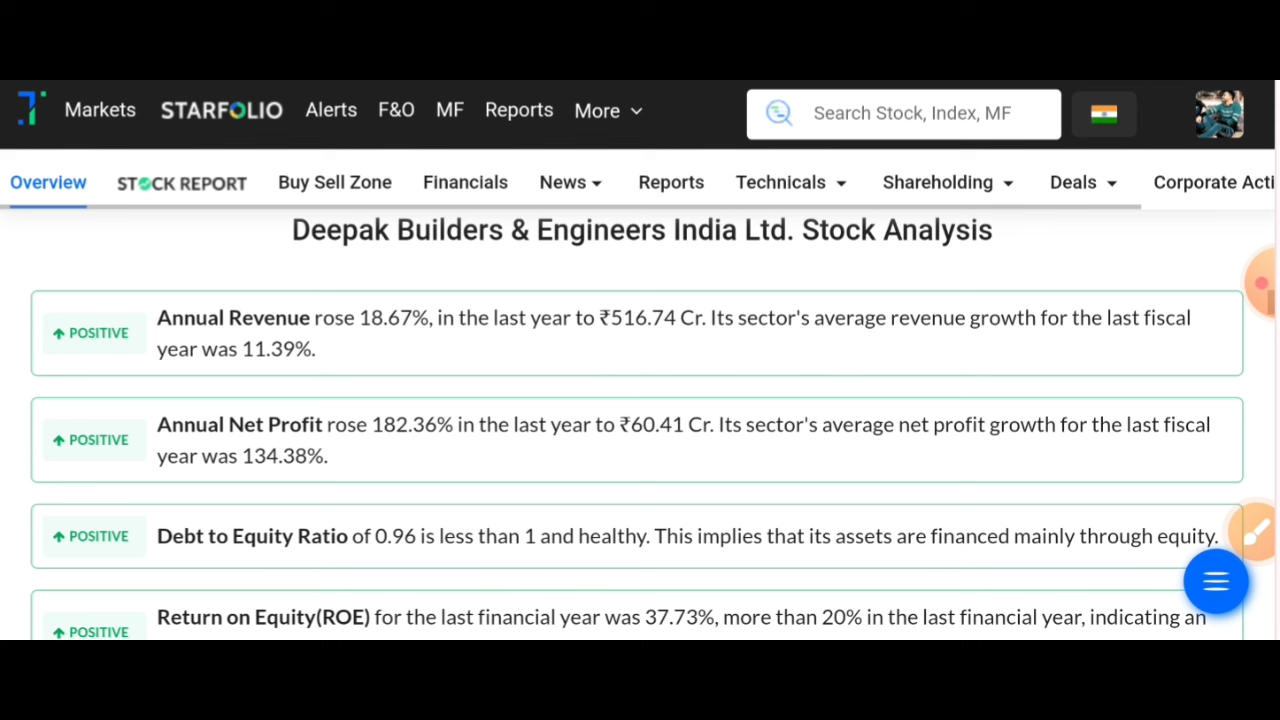 Markets STARFOLIO Alerts F&O MF Reports More Search Stock, Index, MF
Overview STOCK REPORT Buy Sell Zone Financials News Reports Technicals Shareholding Deals Corporate Acti
Deepak Builders & Engineers India Ltd. Stock Analysis
POSITIVE
Annual Revenue rose 18.67%, in the last year to ₹516.74 Cr. Its sector's average revenue growth for the last fiscal
year was 11.39%.
POSITIVE
Annual Net Profit rose 182.36% in the last year to ₹60.41 Cr. Its sector's average net profit growth for the last fiscal
year was 134.38%.
POSITIVE
Debt to Equity Ratio of 0.96 is less than 1 and healthy. This implies that its assets are financed mainly through equity.
POSITIVE
Return on Equity(ROE) for the last financial year was 37.73%, more than 20% in the last financial year, indicating an